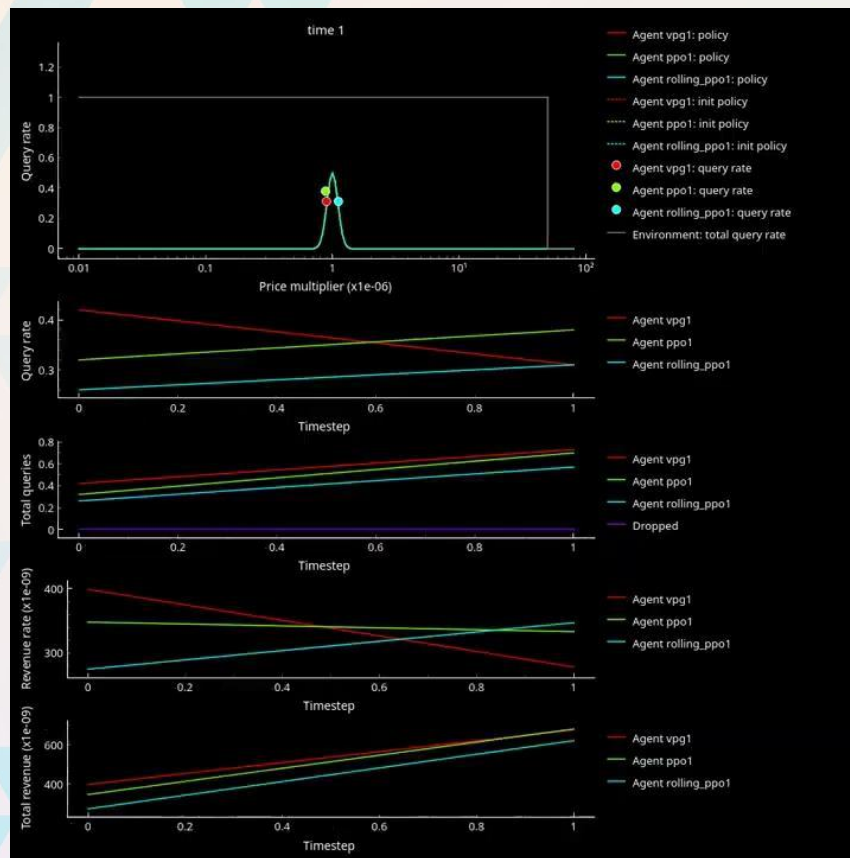 time 1
Query rate
1.2
1
0.8
0.6
0.4
0.2
0
0.01
0.1
1
10¹
10²
Price multiplier (x1e-06)
Agent vpg1: policy
Agent ppo1: policy
Agent rolling_ppo1: policy
Agent vpg1: init policy
Agent ppo1: init policy
Agent rolling_ppo1: init policy
Agent vpg1: query rate
Agent ppo1: query rate
Agent rolling_ppo1: query rate
Environment: total query rate
Query rate
0.4
0.3
0
0.2
0.4
0.6
0.8
1
Timestep
Agent vpg1
Agent ppo1
Agent rolling_ppo1
Total queries
0.8
0.6
0.4
0.2
0
0
0.2
0.4
0.6
0.8
1
Timestep
Agent vpg1
Agent ppo1
Agent rolling_ppo1
Dropped
Revenue rate (x1e-09)
400
300
0
0.2
0.4
0.6
0.8
1
Timestep
Agent vpg1
Agent ppo1
Agent rolling_ppo1
Total revenue (x1e-09)
600
400
0
0.2
0.4
0.6
0.8
1
Timestep
Agent vpg1
Agent ppo1
Agent rolling_ppo1